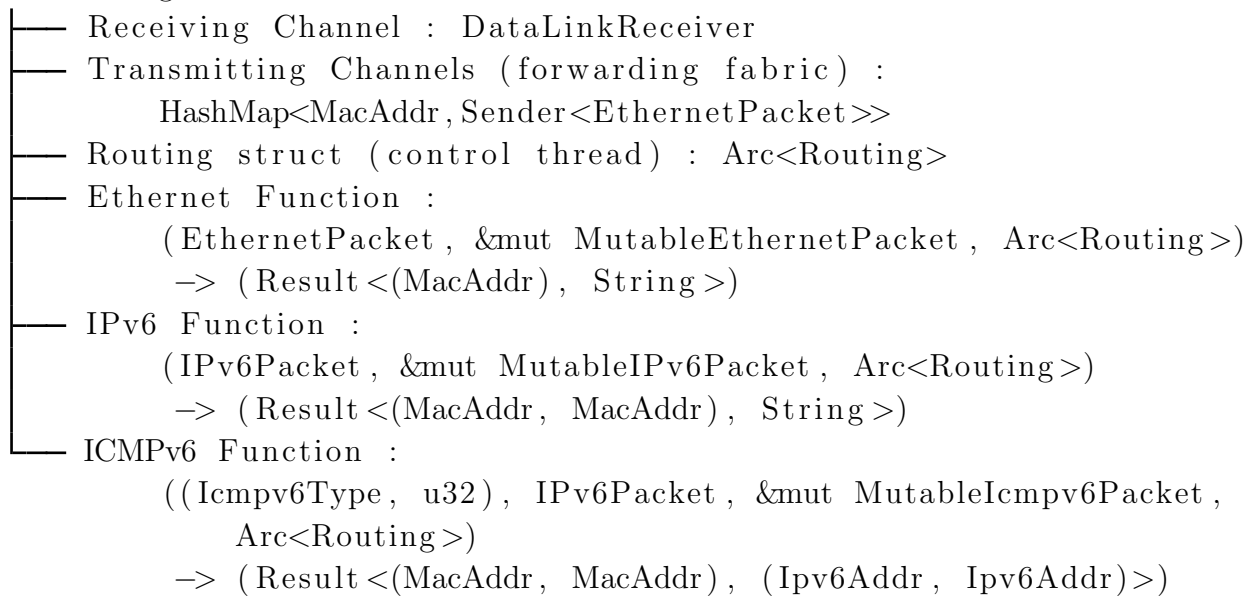 Receiving Channel : DataLinkReceiver
Transmitting Channels (forwarding fabric) :
HashMap<MacAddr, Sender<EthernetPacket>>
Routing struct (control thread) : Arc<Routing>
Ethernet Function :
(EthernetPacket, &mut MutableEthernetPacket, Arc<Routing>)
-> (Result<(MacAddr), String>)
IPv6 Function :
(IPv6Packet, &mut MutableIPv6Packet, Arc<Routing>)
-> (Result<(MacAddr, MacAddr), String>)
ICMPv6 Function :
((Icmpv6Type, u32), IPv6Packet, &mut MutableIcmpv6Packet,
Arc<Routing>)
-> (Result<(MacAddr, MacAddr), (Ipv6Addr, Ipv6Addr)>)